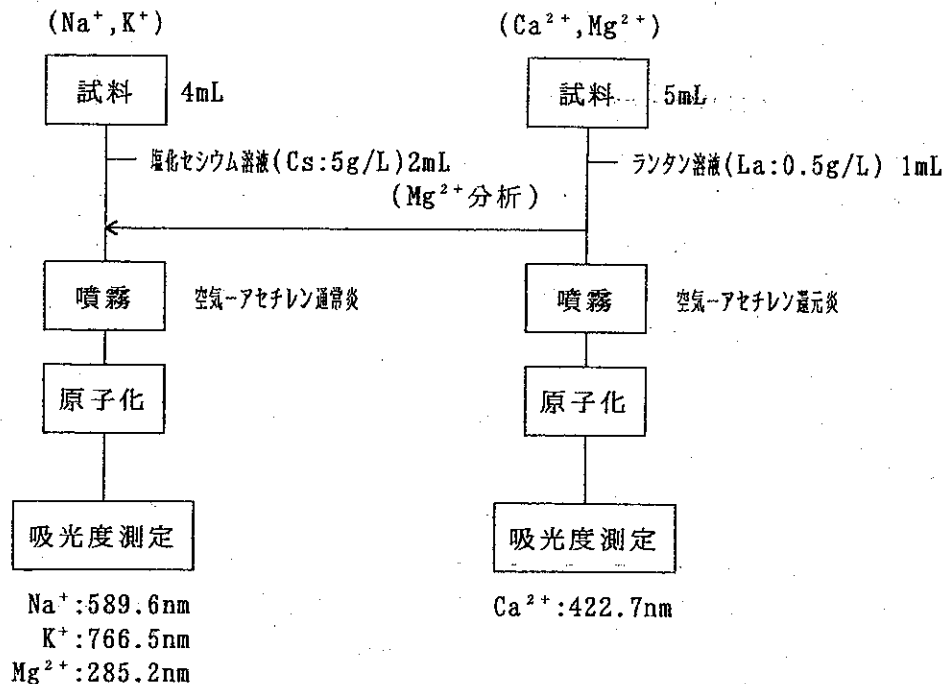 (Na⁺,K⁺)
試料 4mL
塩化セシウム溶液(Cs:5g/L)2mL
噴霧 空気-アセチレン通常炎
原子化
吸光度測定
Na⁺:589.6nm
K⁺:766.5nm
Mg²⁺:285.2nm
(Ca²⁺,Mg²⁺)
試料 5mL
ランタン溶液(La:0.5g/L) 1mL
(Mg²⁺分析)
噴霧 空気-アセチレン還元炎
原子化
吸光度測定
Ca²⁺:422.7nm